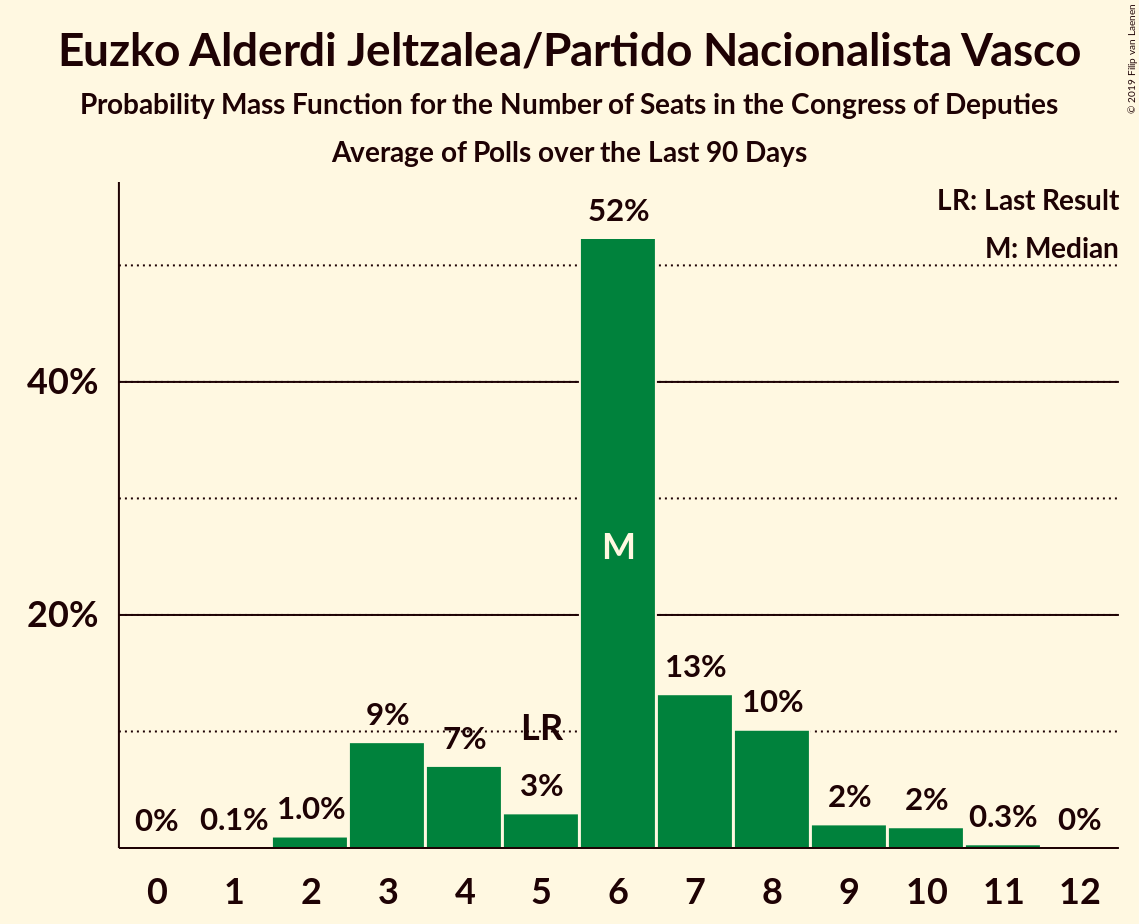 Euzko Alderdi Jeltzalea/Partido Nacionalista Vasco
Probability Mass Function for the Number of Seats in the Congress of Deputies
Average of Polls over the Last 90 Days
© 2019 Filip van Laenen
LR: Last Result
M: Median
40%
20%
0%
0.1%
1.0%
9%
7%
LR
3%
52%
M
13%
10%
2%
2%
0.3%
0%
0 1 2 3 4 5 6 7 8 9 10 11 12